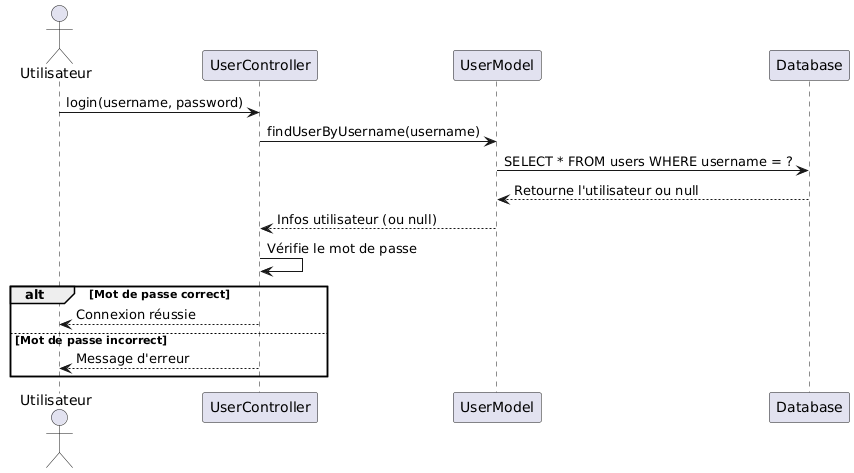 Utilisateur
UserController
UserModel
Database
login(username, password)
findUserByUsername(username)
SELECT * FROM users WHERE username = ?
Retourne l'utilisateur ou null
Infos utilisateur (ou null)
Vérifie le mot de passe
alt
[Mot de passe correct]
Connexion réussie
[Mot de passe incorrect]
Message d'erreur
Utilisateur
UserController
UserModel
Database